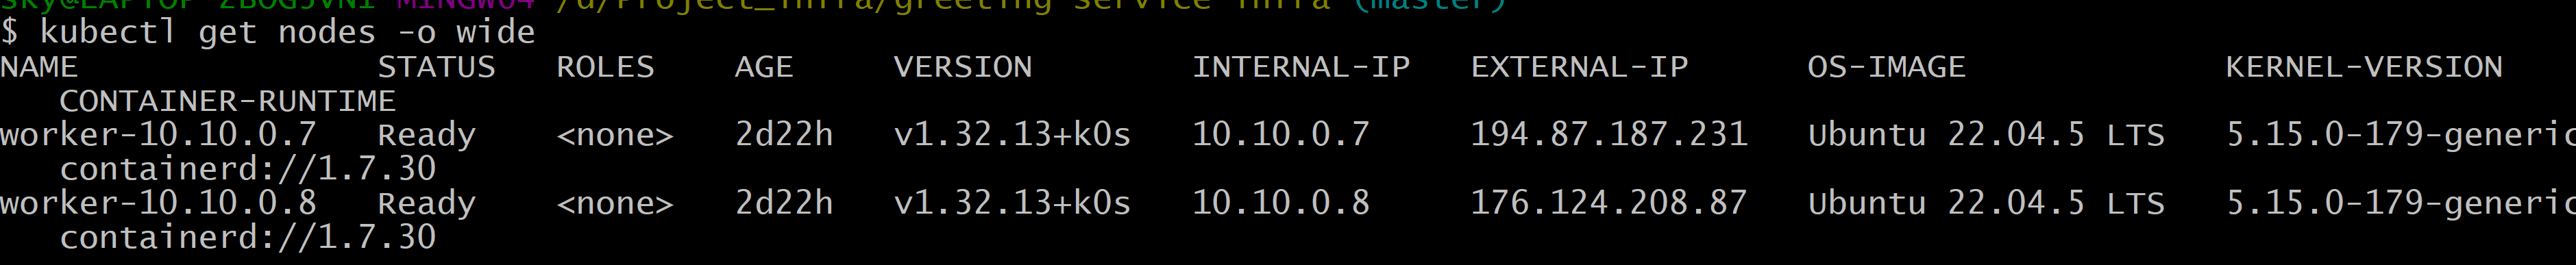 $ kubectl get nodes -o wide
NAME STATUS ROLES AGE VERSION INTERNAL-IP EXTERNAL-IP OS-IMAGE KERNEL-VERSION
CONTAINER-RUNTIME
worker-10.10.0.7 Ready <none> 2d22h v1.32.13+k0s 10.10.0.7 194.87.187.231 Ubuntu 22.04.5 LTS 5.15.0-179-generic
containerd://1.7.30
worker-10.10.0.8 Ready <none> 2d22h v1.32.13+k0s 10.10.0.8 176.124.208.87 Ubuntu 22.04.5 LTS 5.15.0-179-generic
containerd://1.7.30